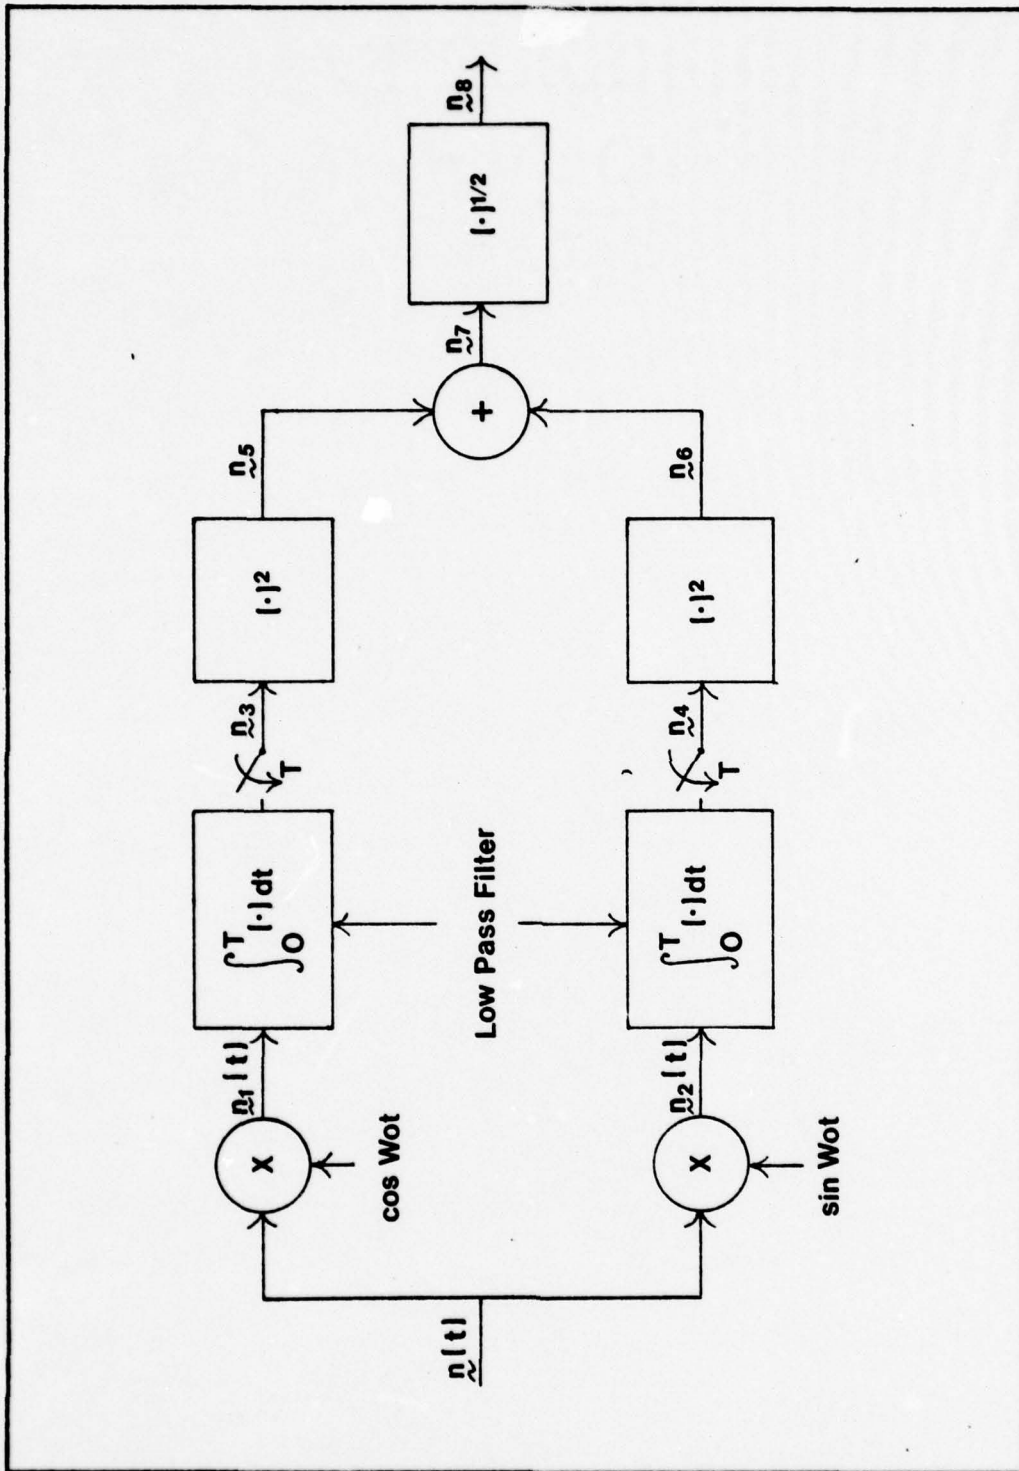 n(t)
X
cos Wot
n1(t)
∫0T(·)dt
T
n3
(·)2
n5
X
sin Wot
n2(t)
∫0T(·)dt
T
n4
(·)2
n6
Low Pass Filter
+
n7
(·)1/2
n8